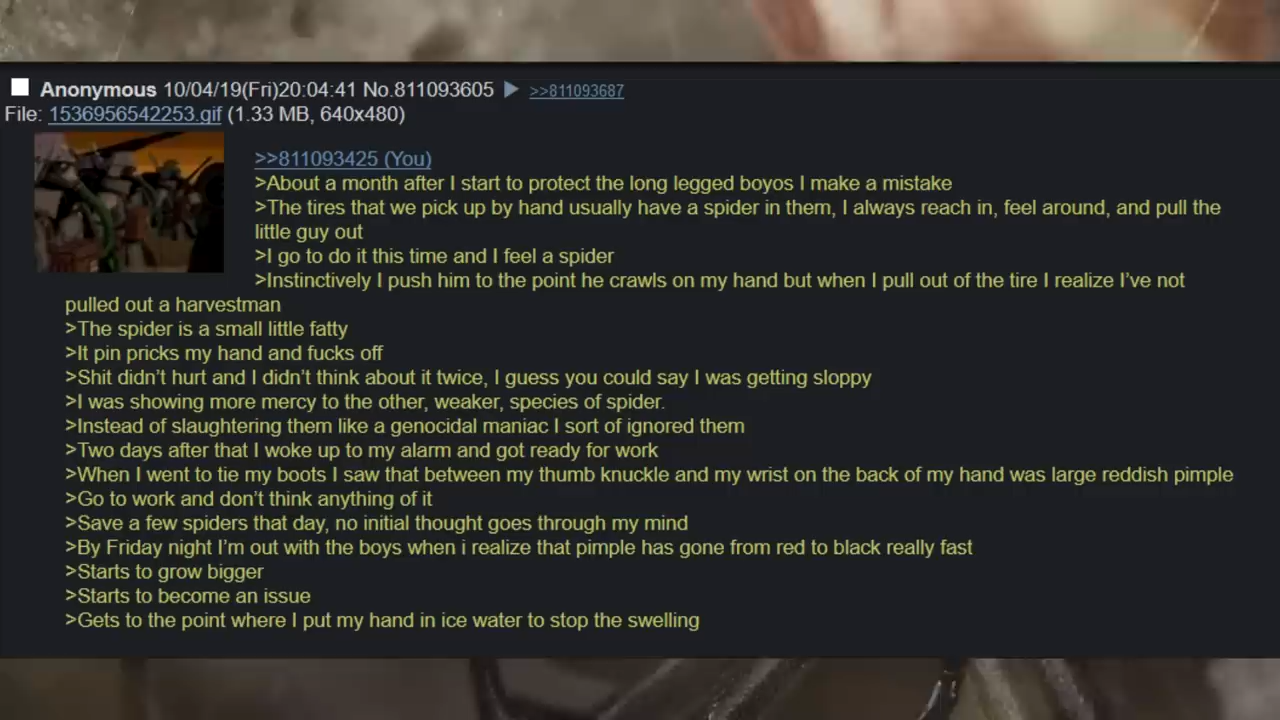 Anonymous 10/04/19(Fri)20:04:41 No.811093605 ▶ >>811093687
File: 1536956542253.gif (1.33 MB, 640x480)
>>811093425 (You)
>About a month after I start to protect the long legged boyos I make a mistake
>The tires that we pick up by hand usually have a spider in them, I always reach in, feel around, and pull the
little guy out
>I go to do it this time and I feel a spider
>Instinctively I push him to the point he crawls on my hand but when I pull out of the tire I realize I've not
pulled out a harvestman
>The spider is a small little fatty
>It pin pricks my hand and fucks off
>Shit didn't hurt and I didn't think about it twice, I guess you could say I was getting sloppy
>I was showing more mercy to the other, weaker, species of spider.
>Instead of slaughtering them like a genocidal maniac I sort of ignored them
>Two days after that I woke up to my alarm and got ready for work
>When I went to tie my boots I saw that between my thumb knuckle and my wrist on the back of my hand was large reddish pimple
>Go to work and don't think anything of it
>Save a few spiders that day, no initial thought goes through my mind
>By Friday night I'm out with the boys when i realize that pimple has gone from red to black really fast
>Starts to grow bigger
>Starts to become an issue
>Gets to the point where I put my hand in ice water to stop the swelling